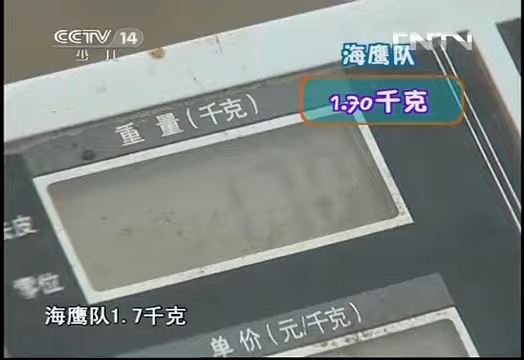 CCTV 14
少儿
CNTV
海鹰队
1.70千克
重量(千克)
去皮
零位
海鹰队1.7千克
单价(元/千克)